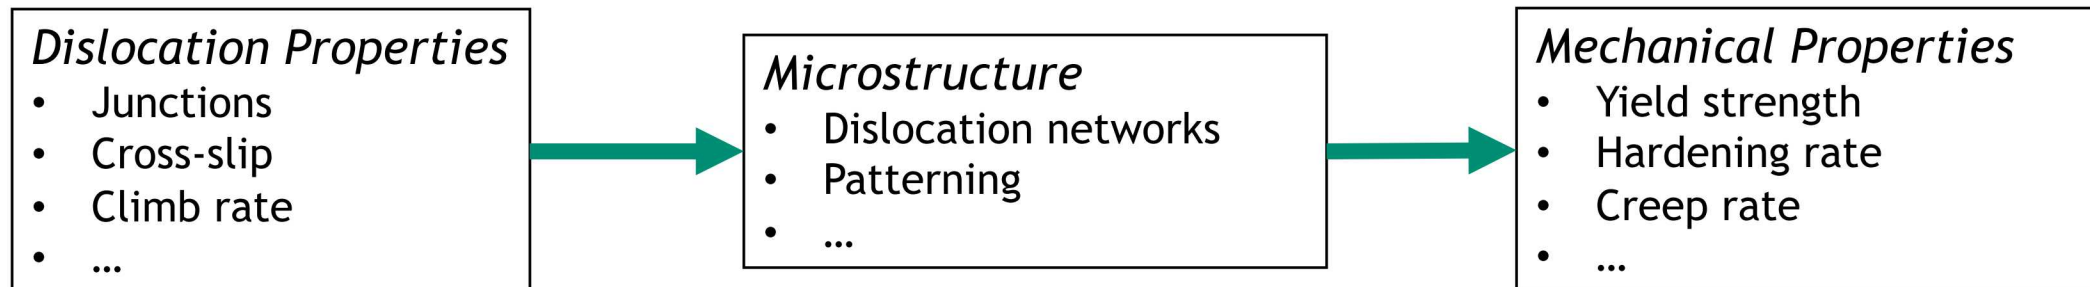 Dislocation Properties
• Junctions
• Cross-slip
• Climb rate
• …
Microstructure
• Dislocation networks
• Patterning
• …
Mechanical Properties
• Yield strength
• Hardening rate
• Creep rate
• …